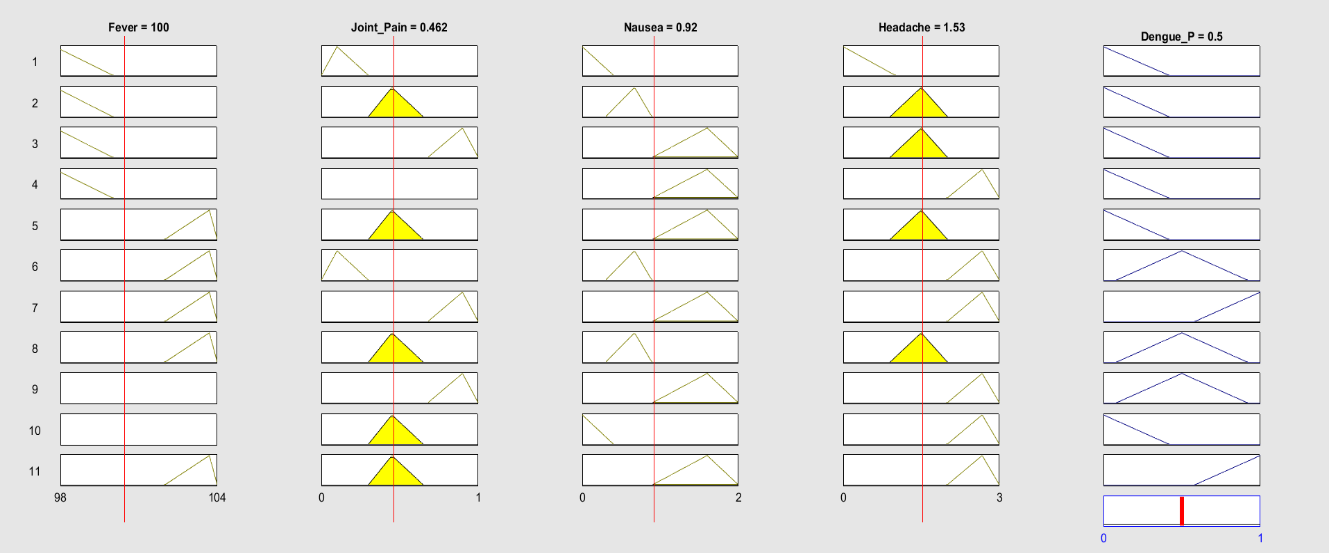 Fever = 100
Joint_Pain = 0.462
Nausea = 0.92
Headache = 1.53
Dengue_P = 0.5
1
2
3
4
5
6
7
8
9
10
11
98 104 0 1 0 2 0 3
0 1